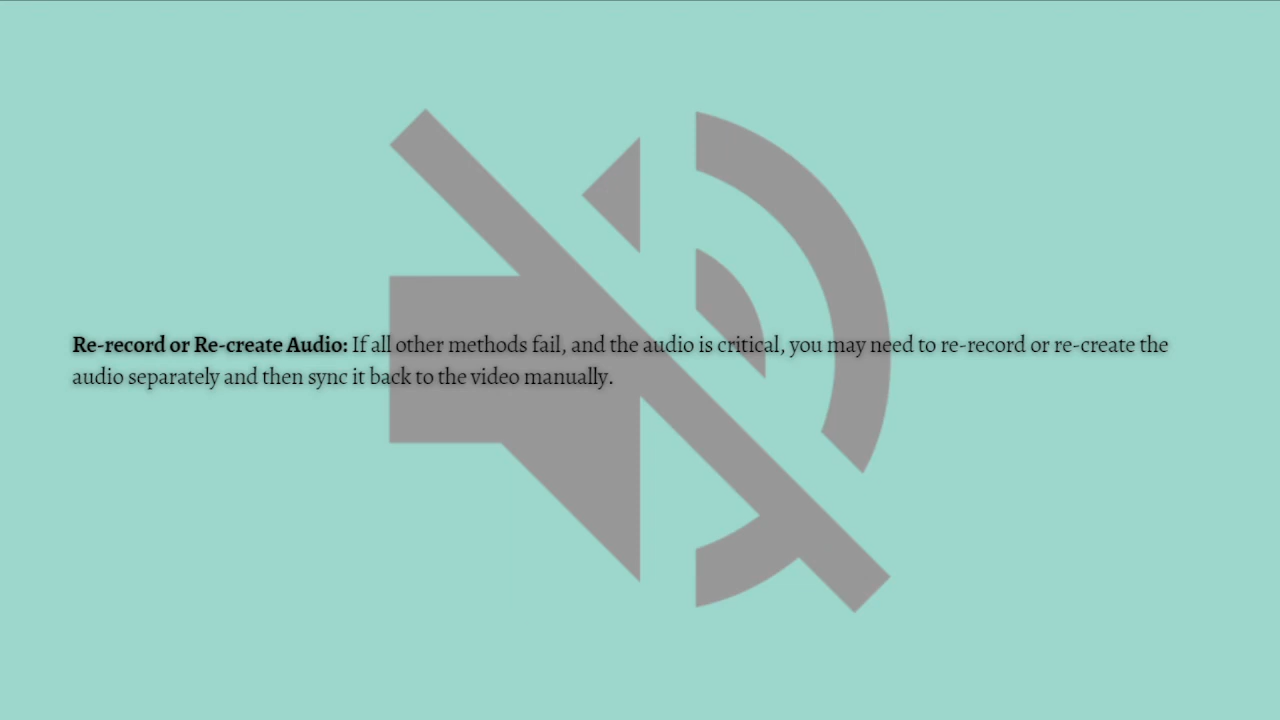 Re-record or Re-create Audio: If all other methods fail, and the audio is critical, you may need to re-record or re-create the
audio separately and then sync it back to the video manually.